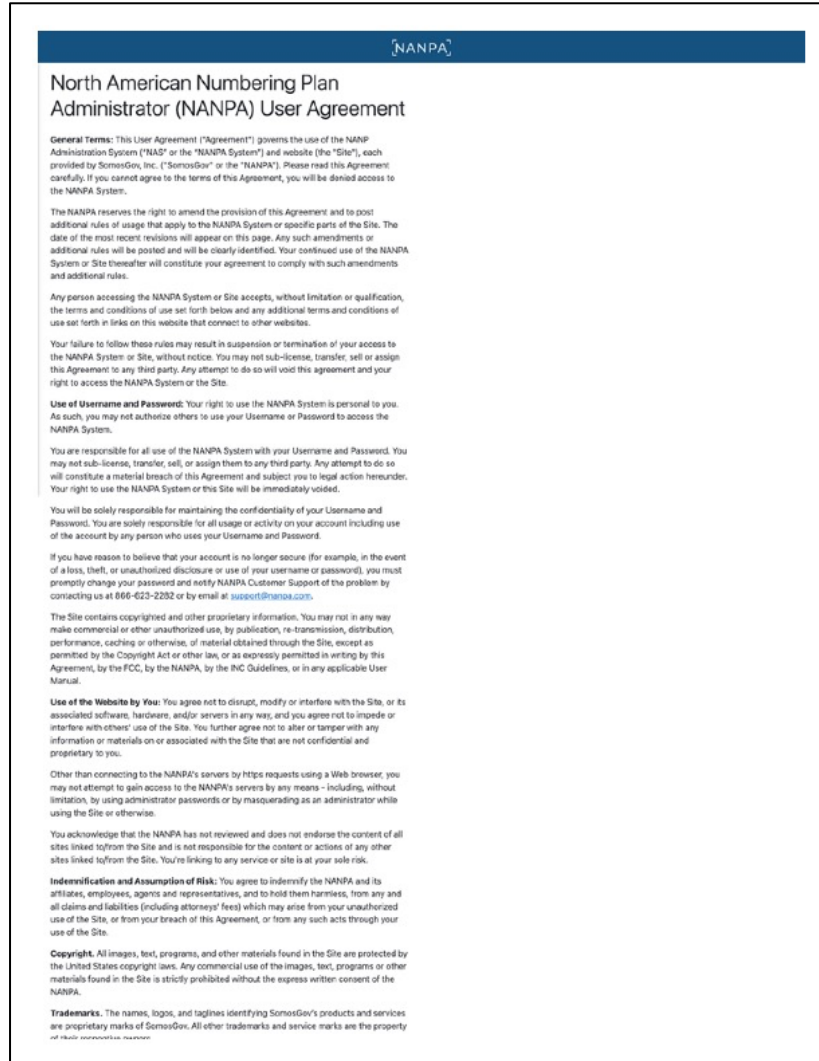 [NANPA]
North American Numbering Plan
Administrator (NANPA) User Agreement
General Terms: This User Agreement ("Agreement") governs the use of the NANP
Administration System ("NAS" or the "NANPA System") and website (the "Site"), each
provided by SomosGov, Inc. ("SomosGov" or the "NANPA"). Please read this Agreement
carefully. If you cannot agree to the terms of this Agreement, you will be denied access to
the NANPA System.
The NANPA reserves the right to amend the provision of this Agreement and to post
additional rules of usage that apply to the NANPA System or specific parts of the Site. The
date of the most recent revisions will appear on this page. Any such amendments or
additional rules will be posted and will be clearly identified. Your continued use of the NANPA
System or Site thereafter will constitute your agreement to comply with such amendments
and additional rules.
Any person accessing the NANPA System or Site accepts, without limitation or qualification,
the terms and conditions of use set forth below and any additional terms and conditions of
use set forth in links on this website that connect to other websites.
Your failure to follow these rules may result in suspension or termination of your access to
the NANPA System or Site, without notice. You may not sub-license, transfer, sell or assign
this Agreement to any third party. Any attempt to do so will void this agreement and your
right to access the NANPA System or the Site.
Use of Username and Password: Your right to use the NANPA System is personal to you.
As such, you may not authorize others to use your Username or Password to access the
NANPA System.
You are responsible for all use of the NANPA System with your Username and Password. You
may not sub-license, transfer, sell, or assign them to any third party. Any attempt to do so
will constitute a material breach of this Agreement and subject you to legal action hereunder.
Your right to use the NANPA System or this Site will be immediately voided.
You will be solely responsible for maintaining the confidentiality of your Username and
Password. You are solely responsible for all usage or activity on your account including use
of the account by any person who uses your Username and Password.
If you have reason to believe that your account is no longer secure (for example, in the event
of a loss, theft, or unauthorized disclosure or use of your username or password), you must
promptly change your password and notify NANPA Customer Support of the problem by
contacting us at 866-623-2282 or by email at support@nanpa.com.
The Site contains copyrighted and other proprietary information. You may not in any way
make commercial or other unauthorized use, by publication, re-transmission, distribution,
performance, caching or otherwise, of material obtained through the Site, except as
permitted by the Copyright Act or other law, or as expressly permitted in writing by this
Agreement, by the FCC, by the NANPA, by the INC Guidelines, or in any applicable User
Manual.
Use of the Website by You: You agree not to disrupt, modify or interfere with the Site, or its
associated software, hardware, and/or servers in any way, and you agree not to impede or
interfere with others' use of the Site. You further agree not to alter or tamper with any
information or materials on or associated with the Site that are not confidential and
proprietary to you.
Other than connecting to the NANPA's servers by https requests using a Web browser, you
may not attempt to gain access to the NANPA's servers by any means - including, without
limitation, by using administrator passwords or by masquerading as an administrator while
using the Site or otherwise.
You acknowledge that the NANPA has not reviewed and does not endorse the content of all
sites linked to/from the Site and is not responsible for the content or actions of any other
sites linked to/from the Site. You're linking to any service or site is at your sole risk.
Indemnification and Assumption of Risk: You agree to indemnify the NANPA and its
affiliates, employees, agents and representatives, and to hold them harmless, from any and
all claims and liabilities (including attorneys' fees) which may arise from your unauthorized
use of the Site, or from your breach of this Agreement, or from any such acts through your
use of the Site.
Copyright. All images, text, programs, and other materials found in the Site are protected by
the United States copyright laws. Any commercial use of the images, text, programs or other
materials found in the Site is strictly prohibited without the express written consent of the
NANPA.
Trademarks. The names, logos, and taglines identifying SomosGov's products and services
are proprietary marks of SomosGov. All other trademarks and service marks are the property
of their respective owners